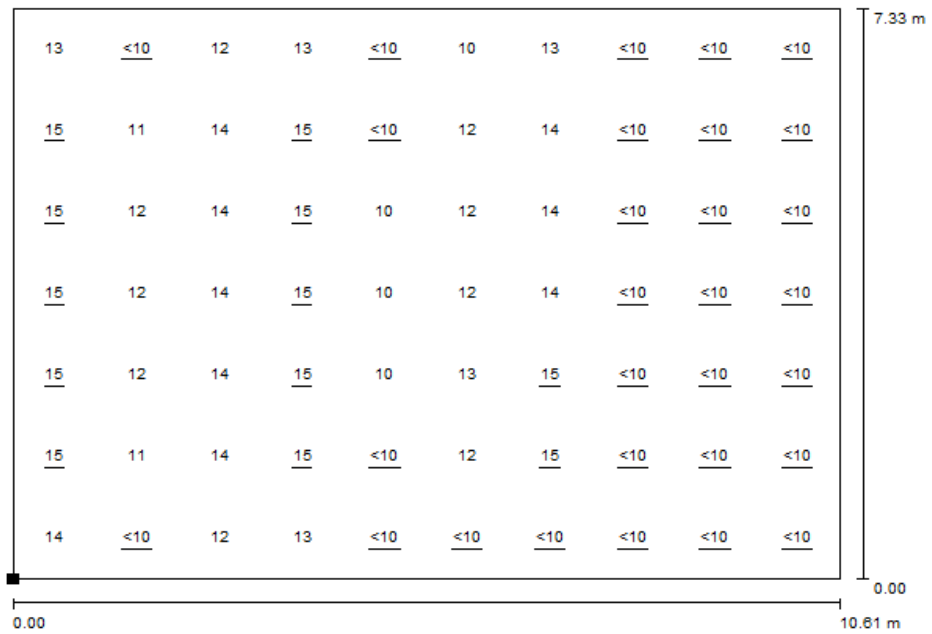 7.33 m
13 <10 12 13 <10 10 13 <10 <10 <10
15 11 14 15 <10 12 14 <10 <10 <10
15 12 14 15 10 12 14 <10 <10 <10
15 12 14 15 10 12 14 <10 <10 <10
15 12 14 15 10 13 15 <10 <10 <10
15 11 14 15 <10 12 15 <10 <10 <10
14 <10 12 13 <10 <10 <10 <10 <10 <10
0.00
0.00 10.61 m